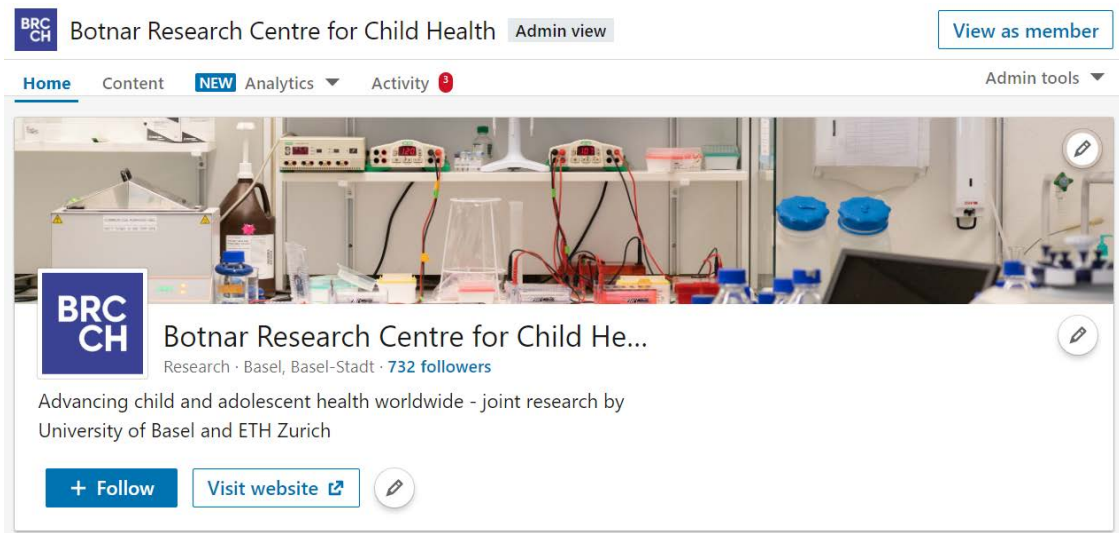 BRC
CH
Botnar Research Centre for Child Health Admin view
View as member
Home Content NEW Analytics Activity 3
Admin tools
BRC
CH
Botnar Research Centre for Child He...
Research · Basel, Basel-Stadt · 732 followers
Advancing child and adolescent health worldwide - joint research by
University of Basel and ETH Zurich
+ Follow
Visit website